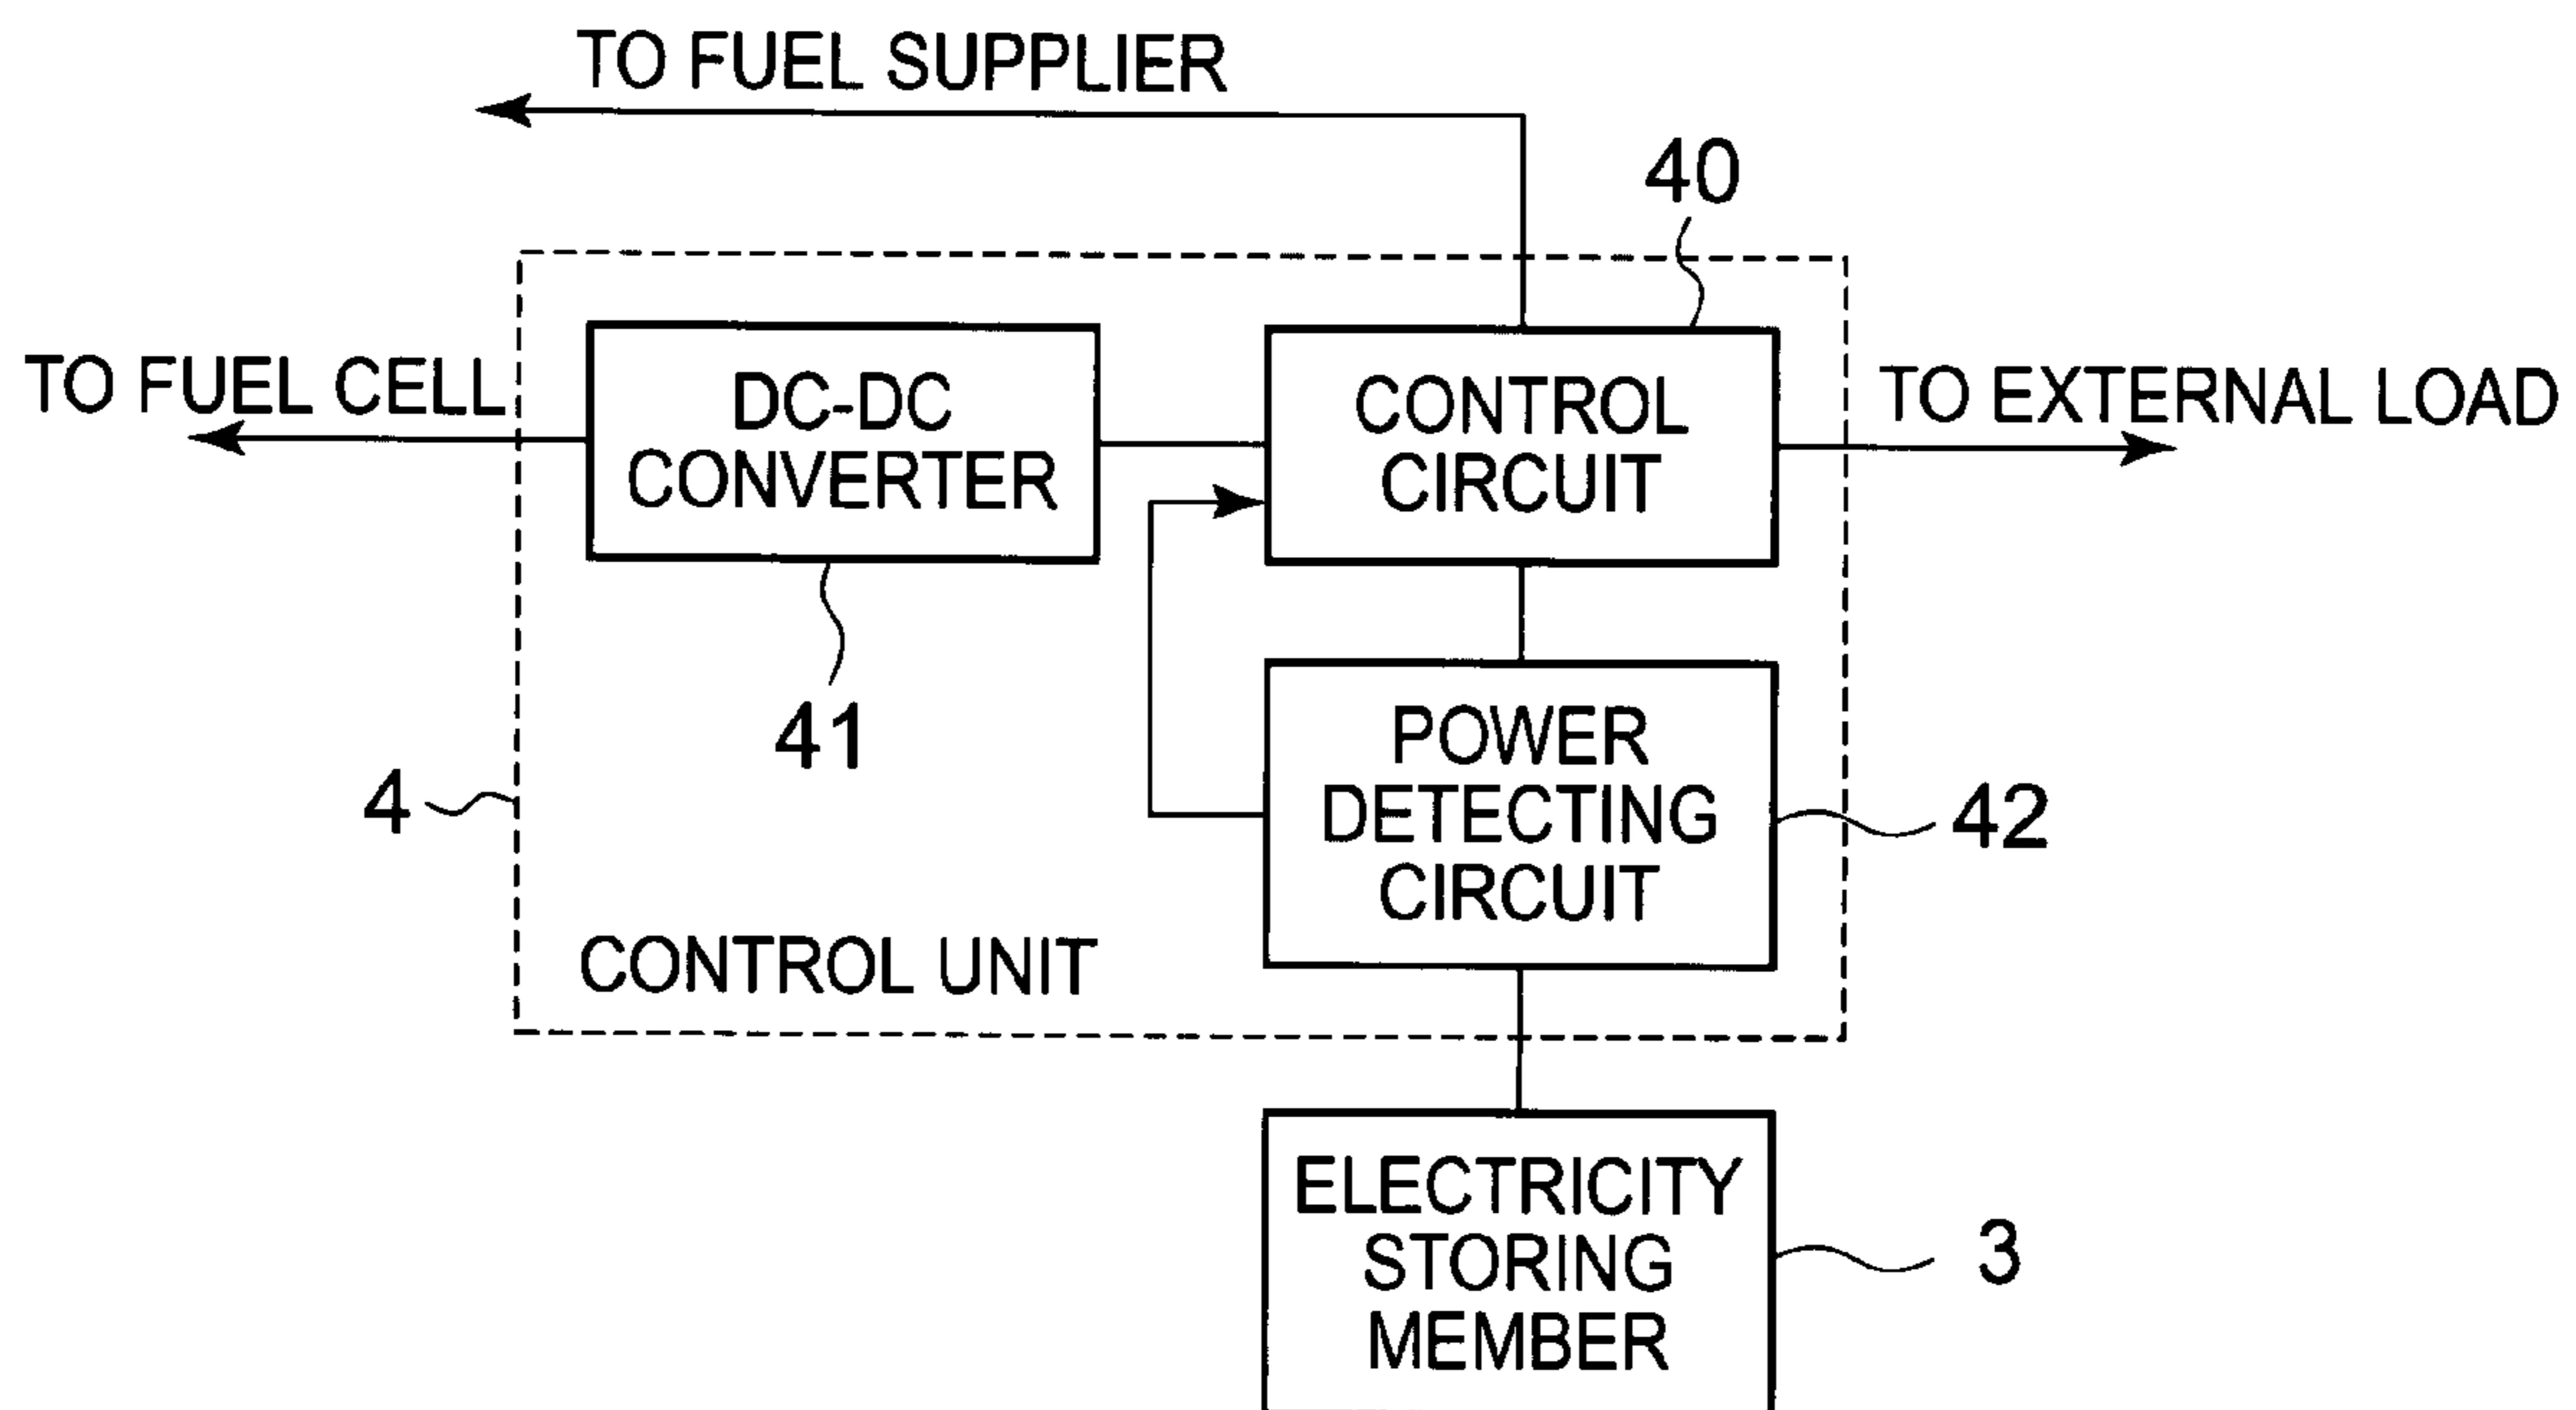 TO FUEL SUPPLIER
40
TO FUEL CELL
DC-DC
CONVERTER
CONTROL
CIRCUIT
TO EXTERNAL LOAD
41
4
POWER
DETECTING
CIRCUIT
42
CONTROL UNIT
ELECTRICITY
STORING
MEMBER
3